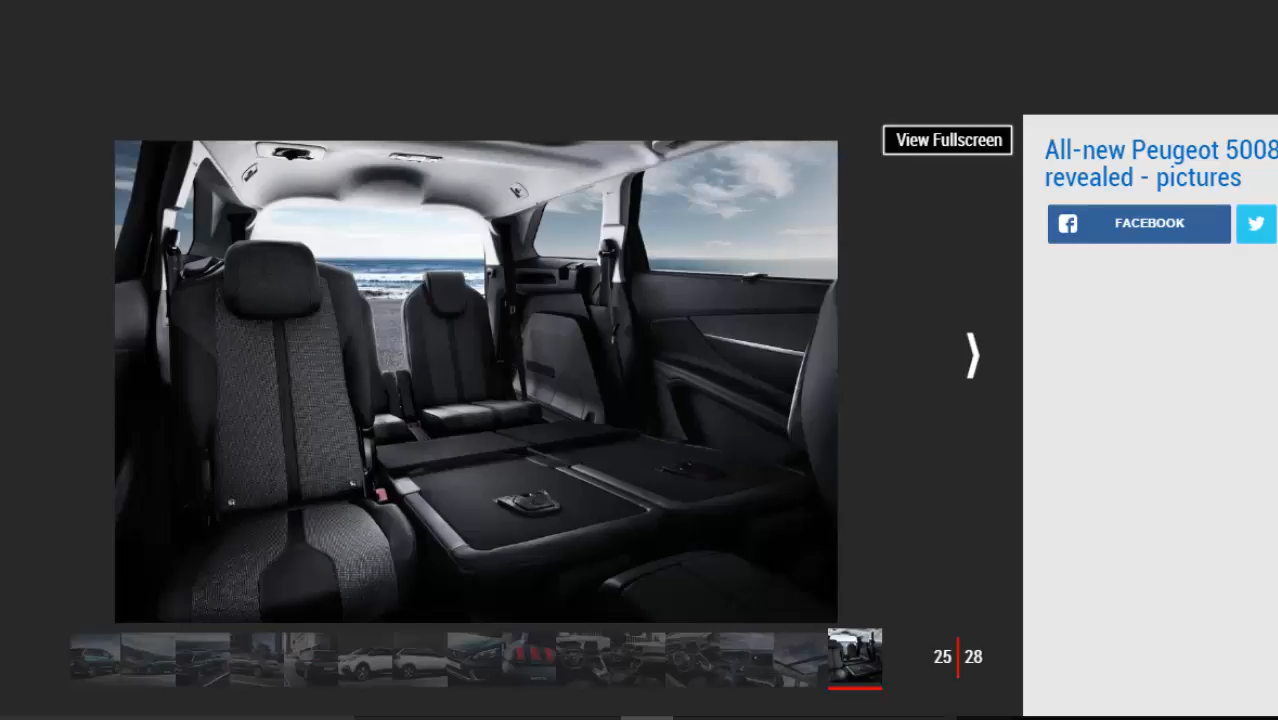 View Fullscreen
All-new Peugeot 5008
revealed - pictures
FACEBOOK
25 28